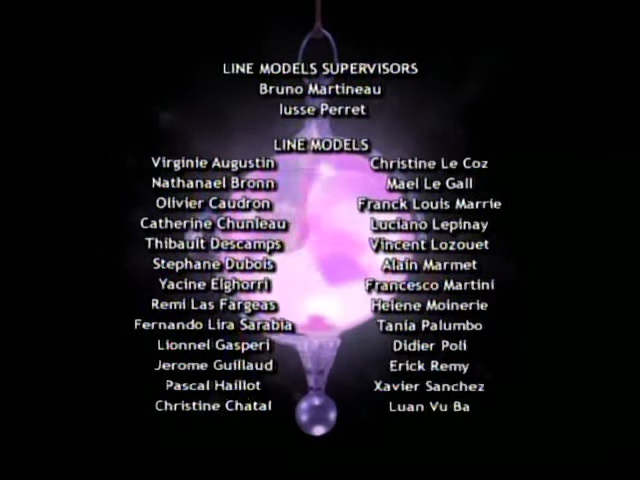 LINE MODELS SUPERVISORS
Bruno Martineau
Iusse Perret
LINE MODELS
Virginie Augustin Christine Le Coz
Nathanael Bronn Mael Le Gall
Olivier Caudron Franck Louis Marrie
Catherine Chunleau Luciano Lepinay
Thibault Descamps Vincent Lozouet
Stephane Dubois Alain Marmet
Yacine Elghorri Francesco Martini
Remi Las Fargeas Helene Moinerie
Fernando Lira Sarabia Tania Palumbo
Lionnel Gasperi Didier Poli
Jerome Guillaud Erick Remy
Pascal Haillot Xavier Sanchez
Christine Chatal Luan Vu Ba